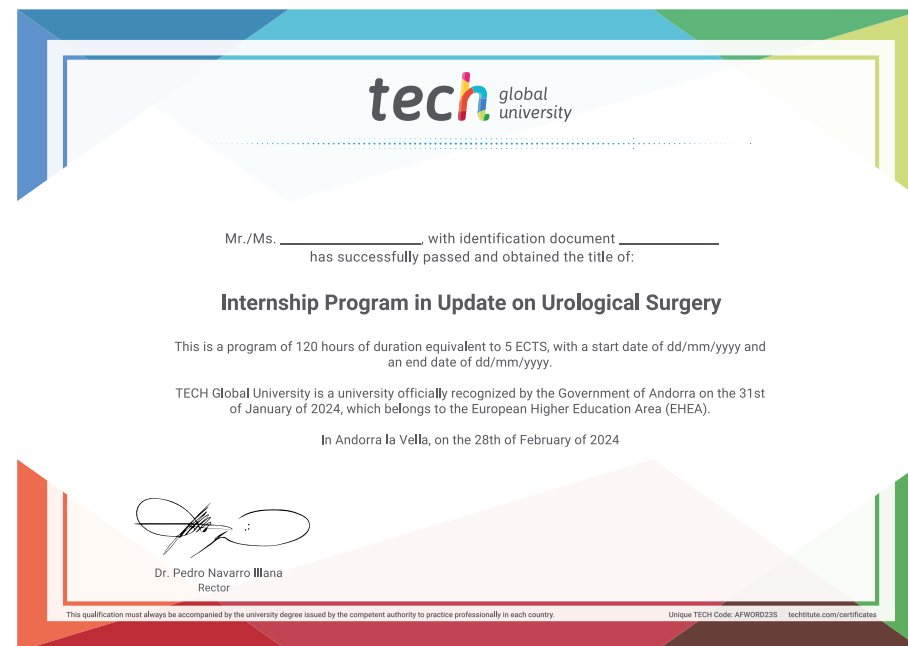 tech global university
Mr./Ms. ____________, with identification document ____________
has successfully passed and obtained the title of:
Internship Program in Update on Urological Surgery
This is a program of 120 hours of duration equivalent to 5 ECTS, with a start date of dd/mm/yyyy and
an end date of dd/mm/yyyy.
TECH Global University is a university officially recognized by the Government of Andorra on the 31st
of January of 2024, which belongs to the European Higher Education Area (EHEA).
In Andorra la Vella, on the 28th of February of 2024
Dr. Pedro Navarro Illana
Rector
This qualification must always be accompanied by the university degree issued by the competent authority to practice professionally in each country.
Unique TECH Code: AFWORD23S techtitute.com/certificates